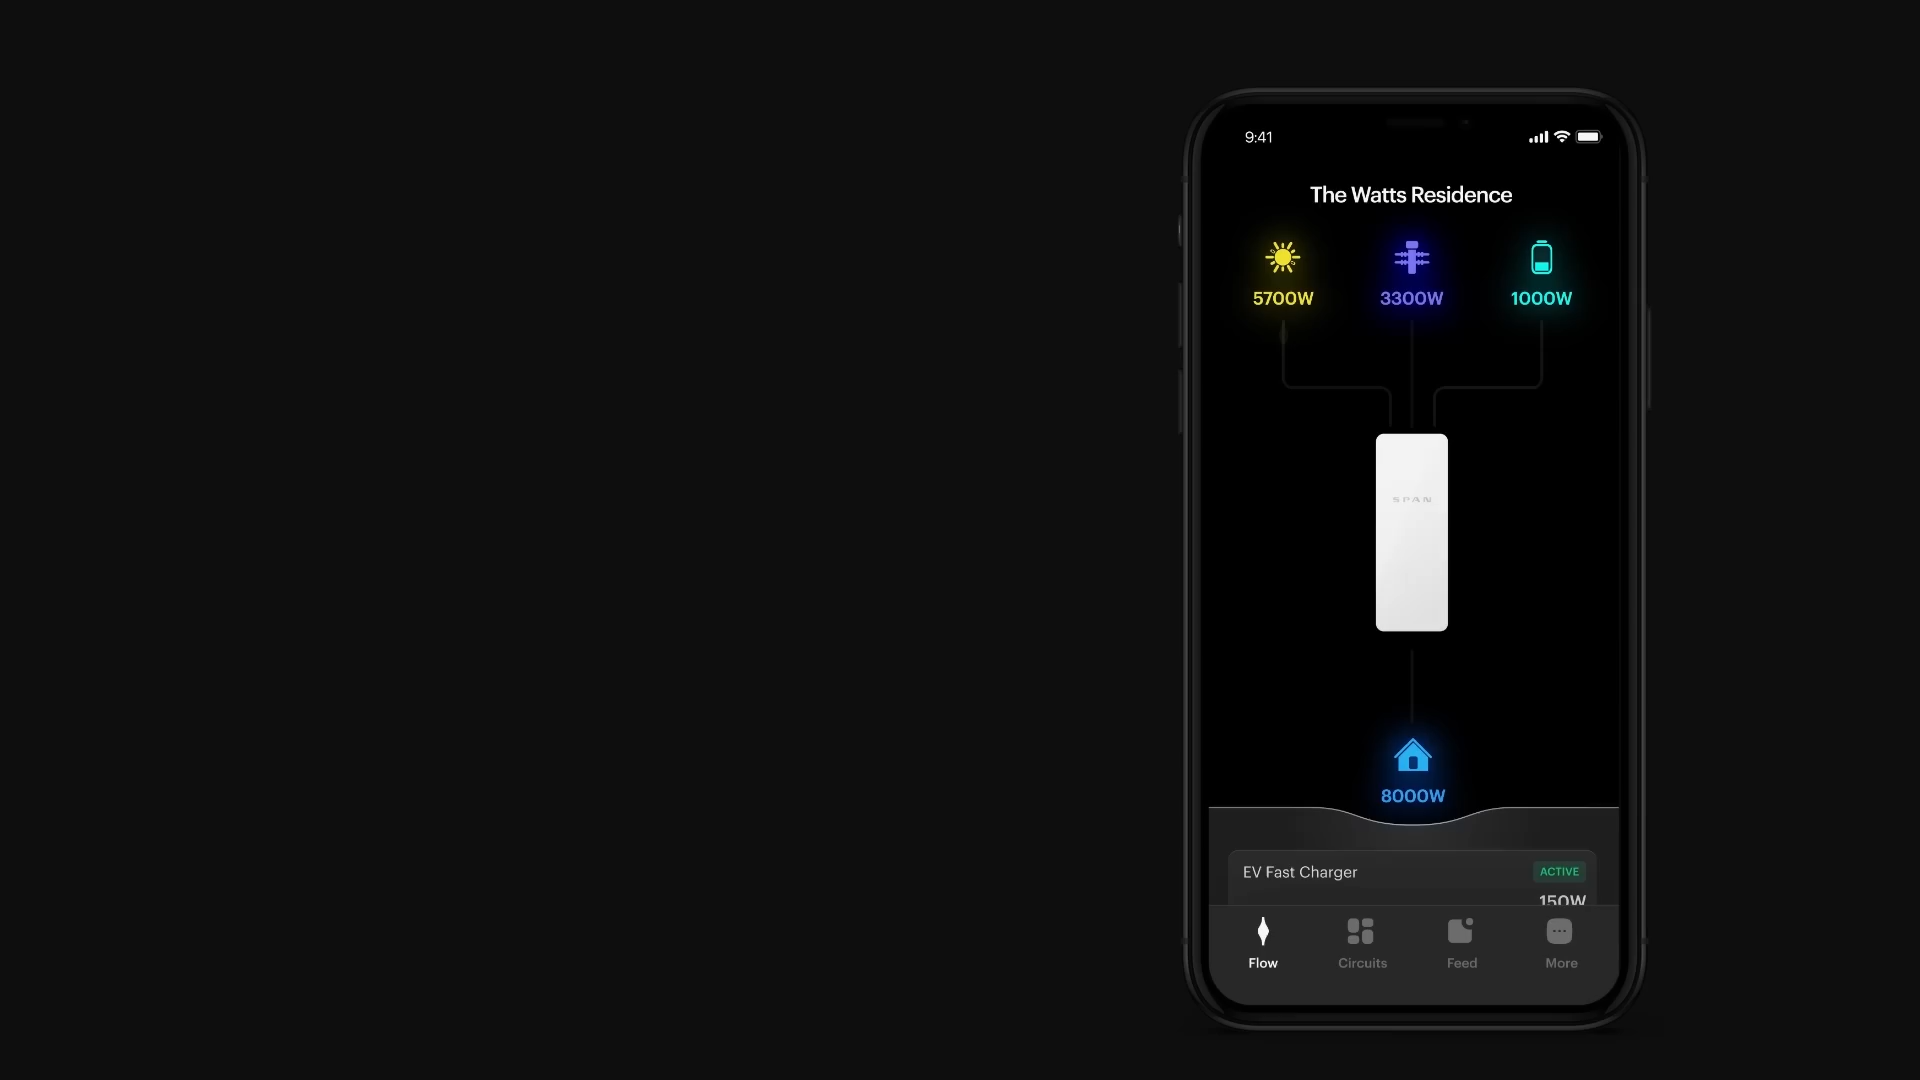 9:41
The Watts Residence
5700W 3300W 1000W
SPAN
8000W
EV Fast Charger ACTIVE
150W
Flow Circuits Feed More